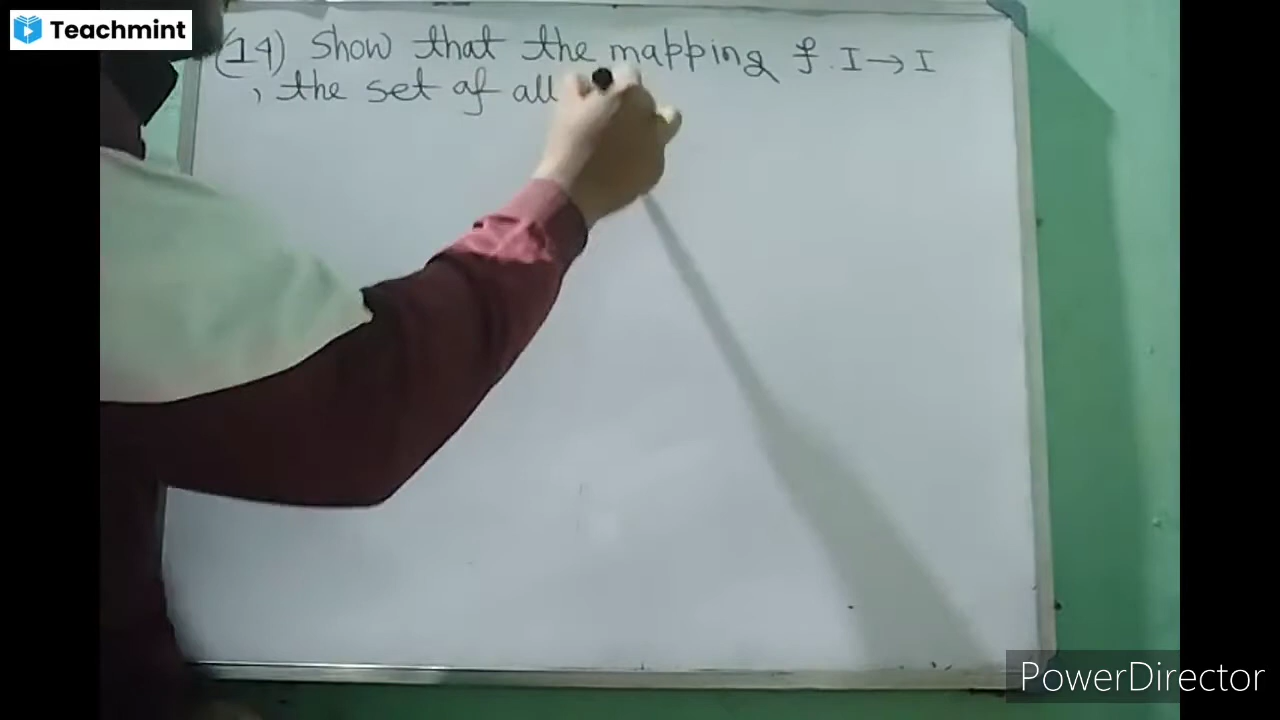 Teachmint
(14) Show that the mapping f. I → I
, the set of all
PowerDirector